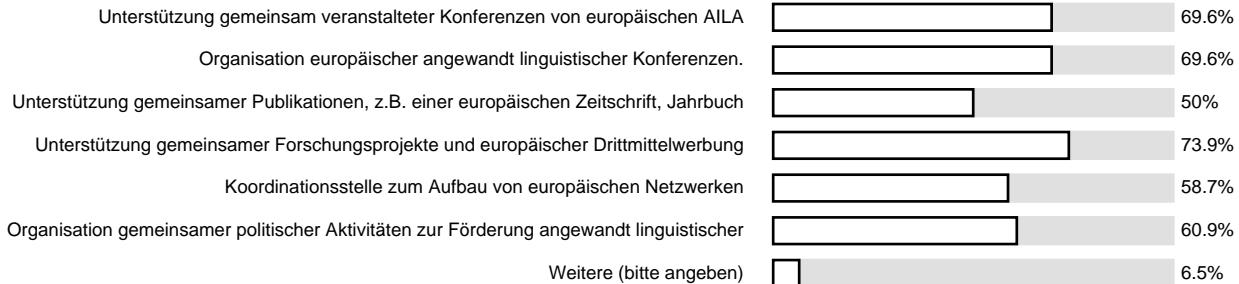 Unterstützung gemeinsam veranstalteter Konferenzen von europäischen AILA 69.6%
Organisation europäischer angewandt linguistischer Konferenzen. 69.6%
Unterstützung gemeinsamer Publikationen, z.B. einer europäischen Zeitschrift, Jahrbuch 50%
Unterstützung gemeinsamer Forschungsprojekte und europäischer Drittmittelwerbung 73.9%
Koordinationsstelle zum Aufbau von europäischen Netzwerken 58.7%
Organisation gemeinsamer politischer Aktivitäten zur Förderung angewandt linguistischer 60.9%
Weitere (bitte angeben) 6.5%